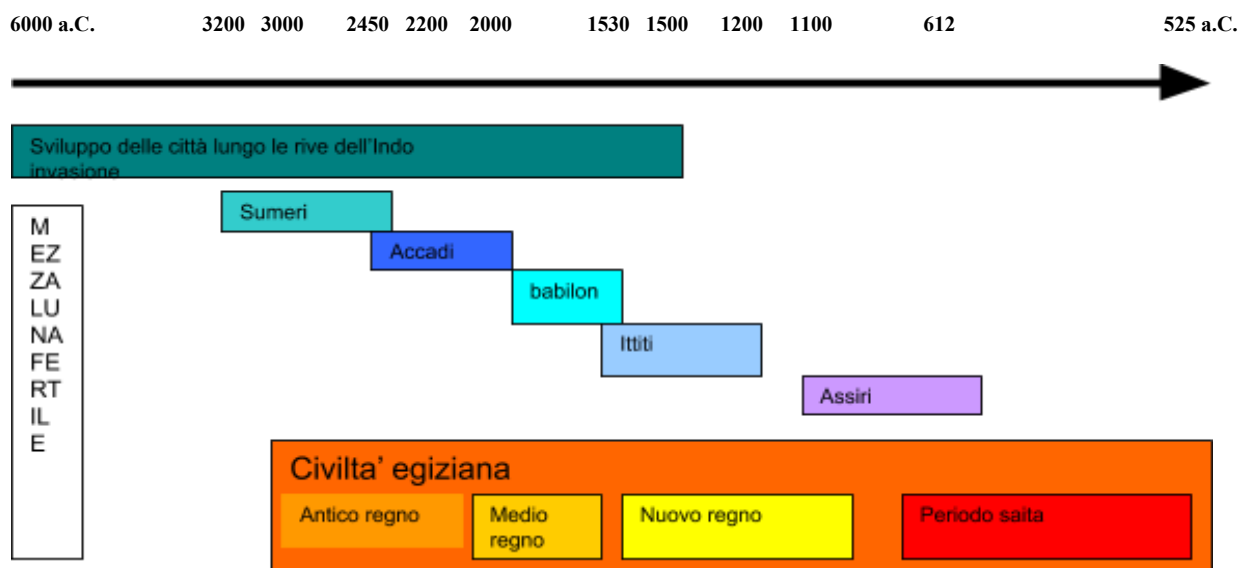 6000 a.C. 3200 3000 2450 2200 2000 1530 1500 1200 1100 612 525 a.C.
Sviluppo delle città lungo le rive dell'Indo
invasione
Sumeri
Accadi
babilon
Ittiti
Assiri
M
EZ
ZA
LU
NA
FE
RT
IL
E
Civilta' egiziana
Antico regno
Medio
regno
Nuovo regno
Periodo saita